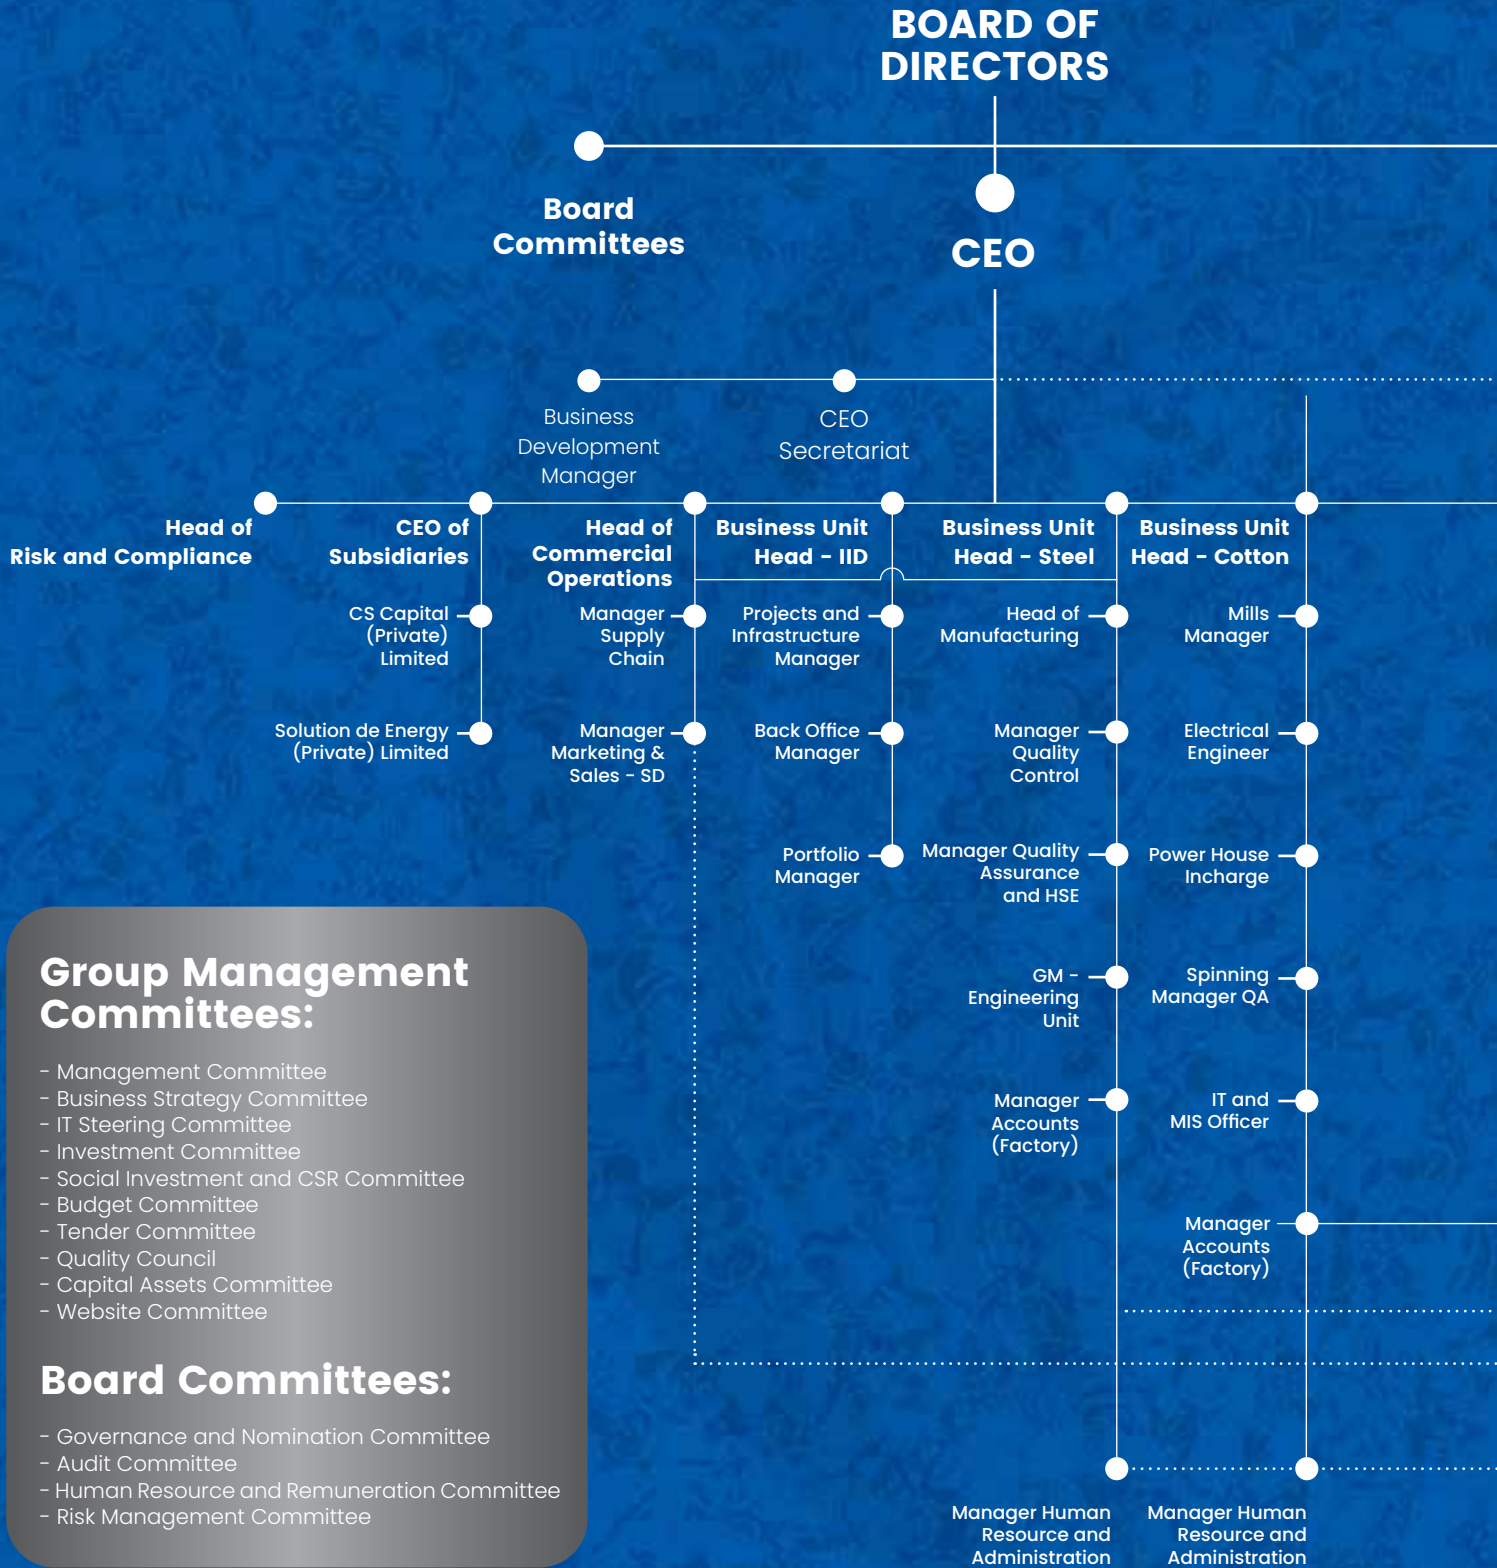 BOARD OF
DIRECTORS
Board
Committees
CEO
Business
Development
Manager
CEO
Secretariat
Head of
Risk and Compliance
CEO of
Subsidiaries
CS Capital
(Private)
Limited
Solution de Energy
(Private) Limited
Head of
Commercial
Operations
Manager
Supply
Chain
Manager
Marketing &
Sales - SD
Business Unit
Head - IID
Projects and
Infrastructure
Manager
Back Office
Manager
Portfolio
Manager
Business Unit
Head - Steel
Head of
Manufacturing
Manager
Quality
Control
Manager Quality
Assurance
and HSE
GM -
Engineering
Unit
Manager
Accounts
(Factory)
Manager Human
Resource and
Administration
Business Unit
Head - Cotton
Mills
Manager
Electrical
Engineer
Power House
Incharge
Spinning
Manager QA
IT and
MIS Officer
Manager
Accounts
(Factory)
Manager Human
Resource and
Administration
Group Management
Committees:
- Management Committee
- Business Strategy Committee
- IT Steering Committee
- Investment Committee
- Social Investment and CSR Committee
- Budget Committee
- Tender Committee
- Quality Council
- Capital Assets Committee
- Website Committee
Board Committees:
- Governance and Nomination Committee
- Audit Committee
- Human Resource and Remuneration Committee
- Risk Management Committee